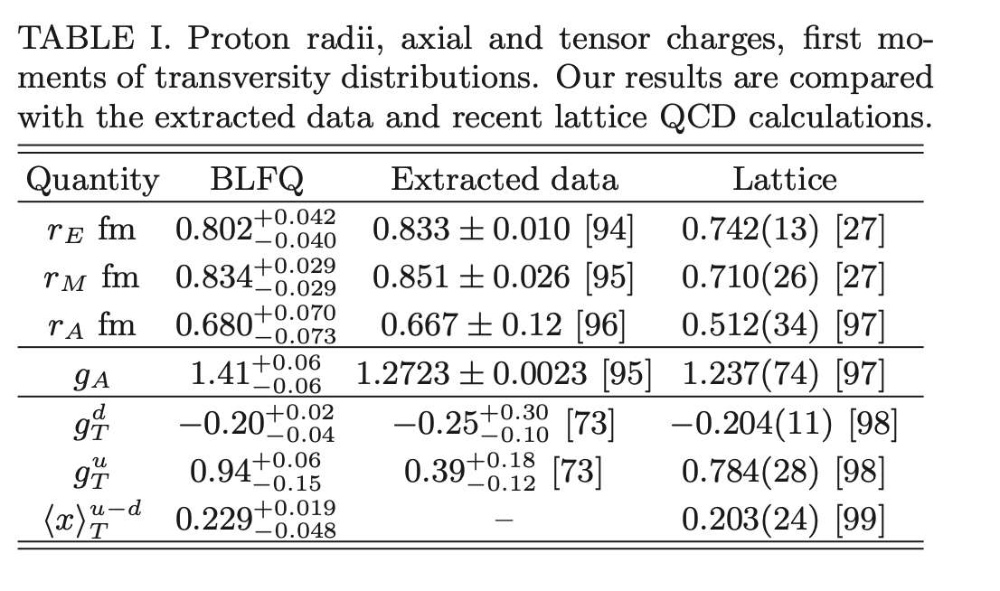 TABLE I. Proton radii, axial and tensor charges, first mo-
ments of transversity distributions. Our results are compared
with the extracted data and recent lattice QCD calculations.
Quantity BLFQ Extracted data Lattice
r_E fm 0.802^{+0.042}_{−0.040} 0.833 ± 0.010 [94] 0.742(13) [27]
r_M fm 0.834^{+0.029}_{−0.029} 0.851 ± 0.026 [95] 0.710(26) [27]
r_A fm 0.680^{+0.070}_{−0.073} 0.667 ± 0.12 [96] 0.512(34) [97]
g_A 1.41^{+0.06}_{−0.06} 1.2723 ± 0.0023 [95] 1.237(74) [97]
g_T^d −0.20^{+0.02}_{−0.04} −0.25^{+0.30}_{−0.10} [73] −0.204(11) [98]
g_T^u 0.94^{+0.06}_{−0.15} 0.39^{+0.18}_{−0.12} [73] 0.784(28) [98]
⟨x⟩_T^{u−d} 0.229^{+0.019}_{−0.048} – 0.203(24) [99]